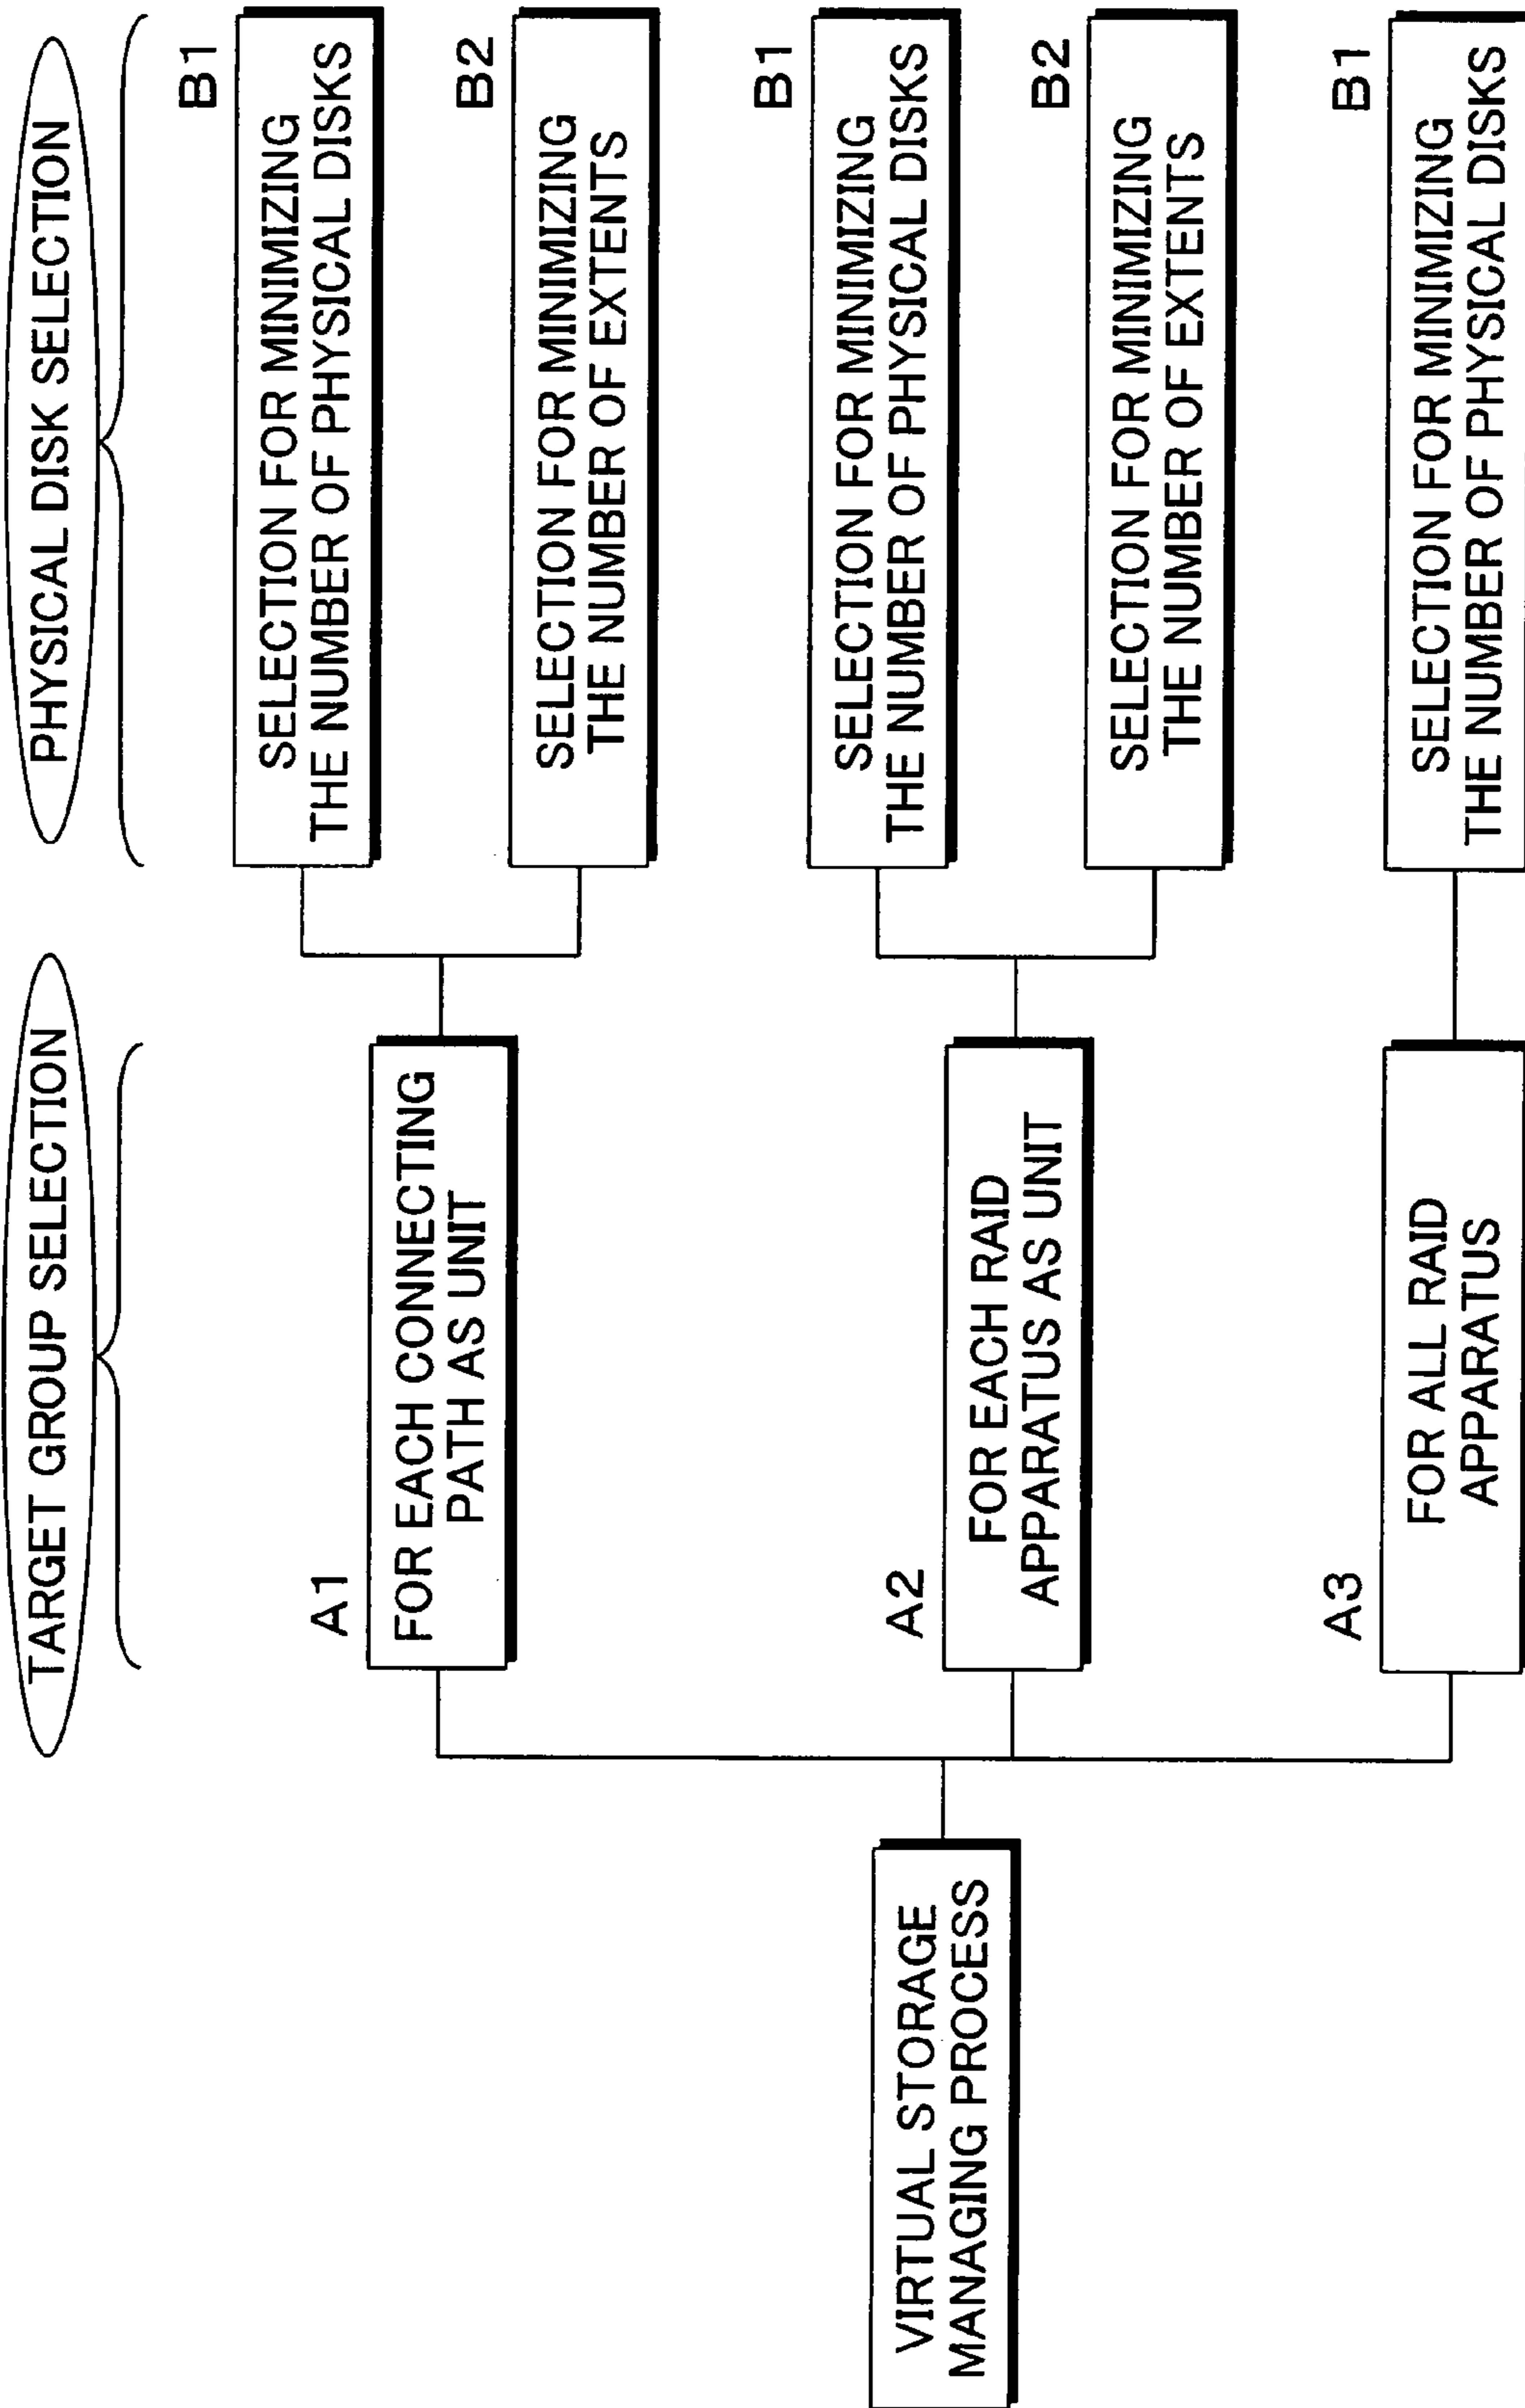 TARGET GROUP SELECTION
PHYSICAL DISK SELECTION
VIRTUAL STORAGE
MANAGING PROCESS
A1
FOR EACH CONNECTING
PATH AS UNIT
B1
SELECTION FOR MINIMIZING
THE NUMBER OF PHYSICAL DISKS
B2
SELECTION FOR MINIMIZING
THE NUMBER OF EXTENTS
A2
FOR EACH RAID
APPARATUS AS UNIT
B1
SELECTION FOR MINIMIZING
THE NUMBER OF PHYSICAL DISKS
B2
SELECTION FOR MINIMIZING
THE NUMBER OF EXTENTS
A3
FOR ALL RAID
APPARATUS
B1
SELECTION FOR MINIMIZING
THE NUMBER OF PHYSICAL DISKS